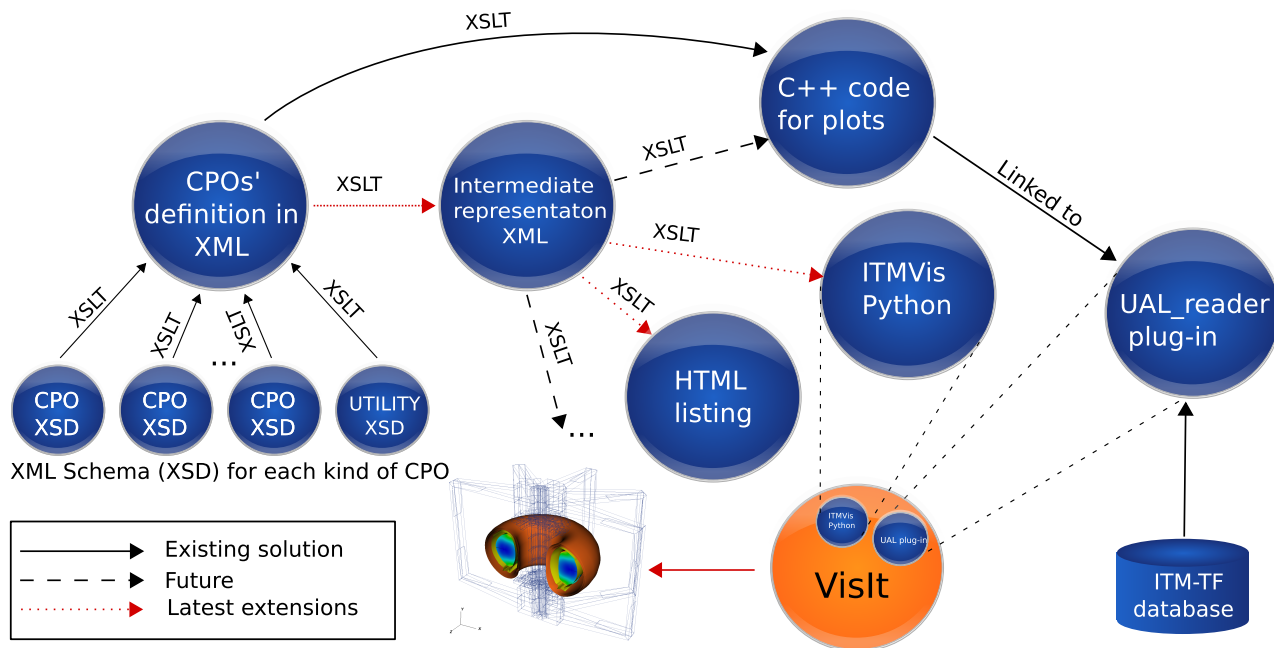 XSLT
C++ code
for plots
XSLT
CPOs'
definition in
XML
XSLT
Intermediate
representaton
XML
Linked to
XSLT
ITMVis
Python
UAL_reader
plug-in
XSLT
XSLT
XSLT
XSLT
XSLT
XSLT
...
HTML
listing
CPO
XSD
CPO
XSD
CPO
XSD
UTILITY
XSD
...
XML Schema (XSD) for each kind of CPO
Existing solution
Future
Latest extensions
ITMVis
Python
UAL plug-in
VisIt
ITM-TF
database